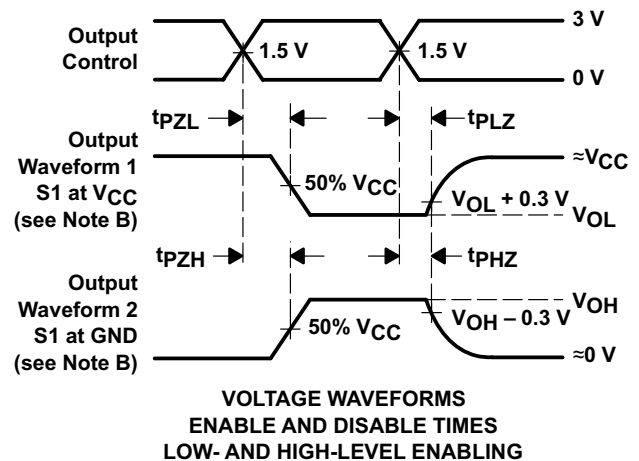 Output
Control
3 V
1.5 V
1.5 V
0 V
tPZL
tPLZ
Output
Waveform 1
S1 at VCC
(see Note B)
≈VCC
50% VCC
VOL + 0.3 V
VOL
tPZH
tPHZ
Output
Waveform 2
S1 at GND
(see Note B)
VOH
50% VCC
VOH – 0.3 V
≈0 V
VOLTAGE WAVEFORMS
ENABLE AND DISABLE TIMES
LOW- AND HIGH-LEVEL ENABLING